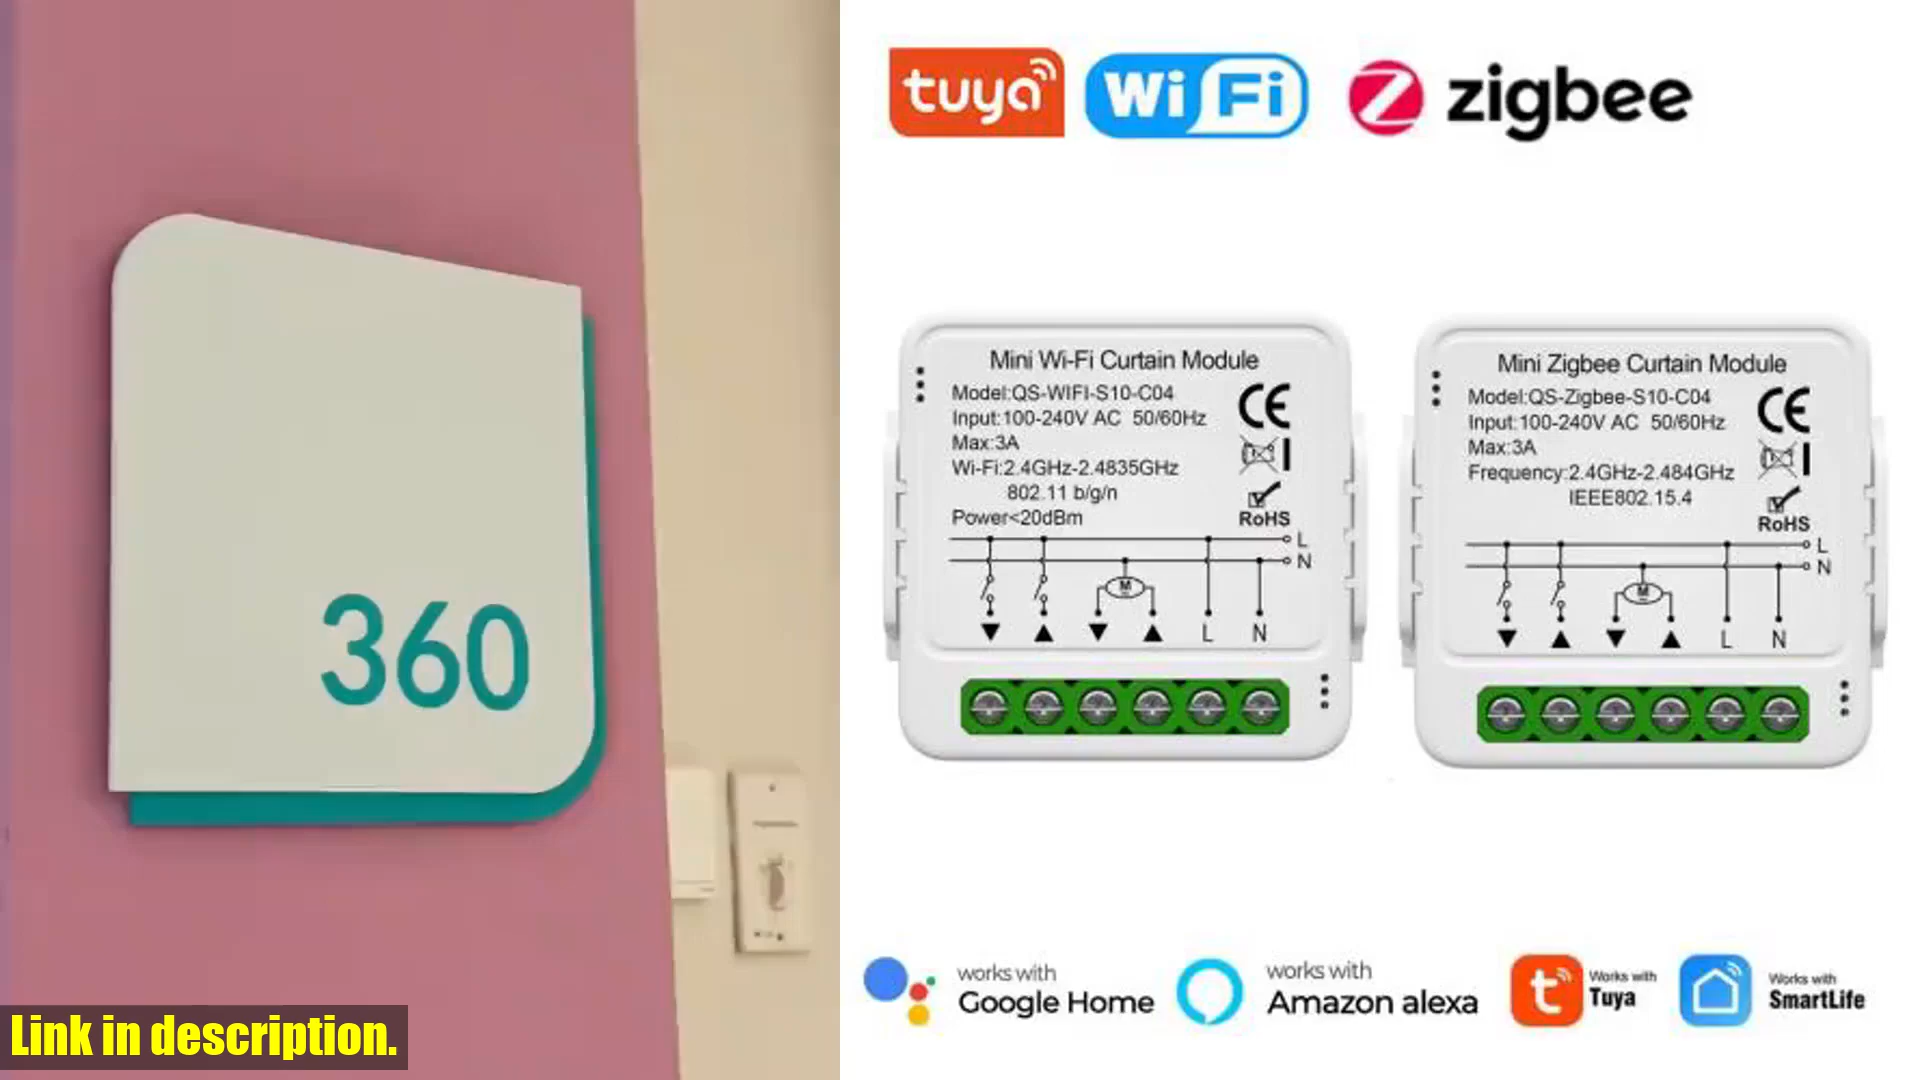 360
Link in description.
tuya
WiFi
zigbee
Mini Wi-Fi Curtain Module
Model:QS-WIFI-S10-C04
Input:100-240V AC 50/60Hz
Max:3A
Wi-Fi:2.4GHz-2.4835GHz
802.11 b/g/n
Power<20dBm
CE
RoHS
L
N
M
L
N
Mini Zigbee Curtain Module
Model:QS-Zigbee-S10-C04
Input:100-240V AC 50/60Hz
Max:3A
Frequency:2.4GHz-2.484GHz
IEEE802.15.4
CE
RoHS
L
N
M
L
N
works with
Google Home
works with
Amazon alexa
Works with
Tuya
Works with
SmartLife